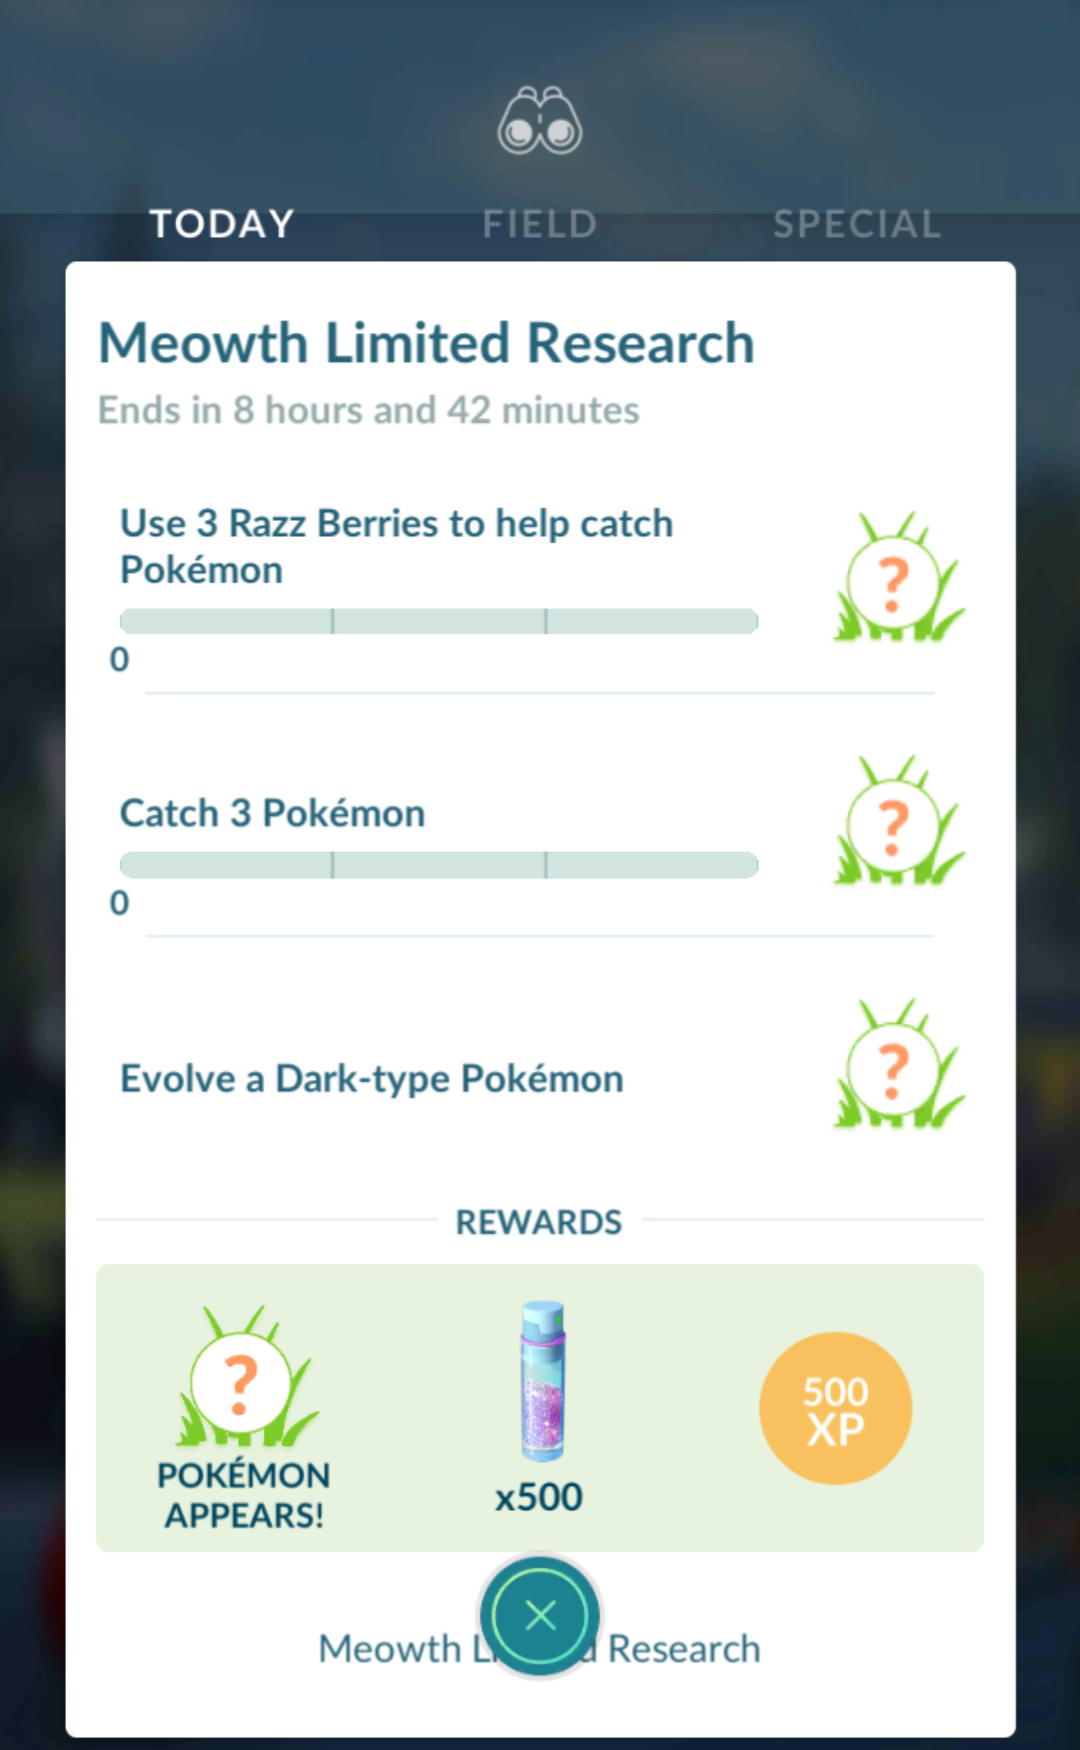 TODAY
FIELD
SPECIAL
Meowth Limited Research
Ends in 8 hours and 42 minutes
Use 3 Razz Berries to help catch
Pokémon
?
0
Catch 3 Pokémon
?
0
Evolve a Dark-type Pokémon
?
REWARDS
?
POKÉMON
APPEARS!
x500
500
XP
Meowth Research